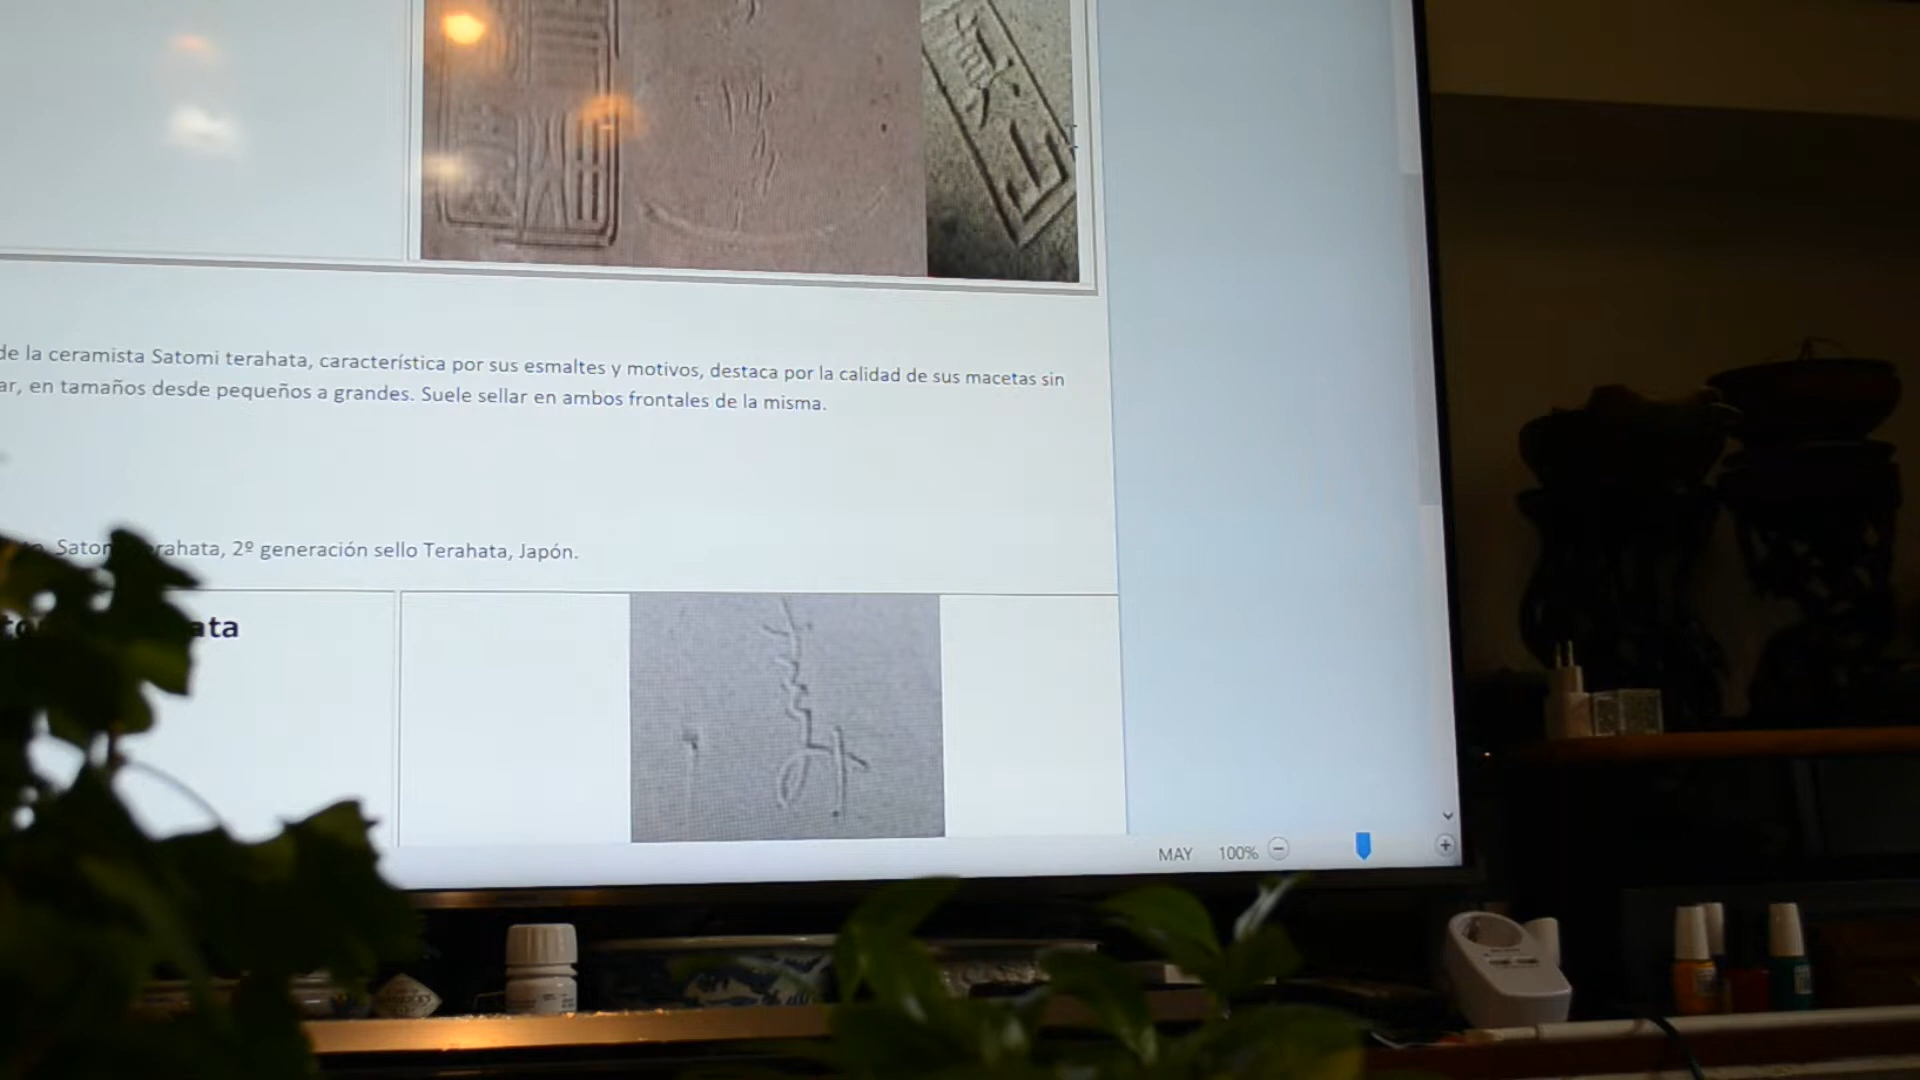 de la ceramista Satomi terahata, característica por sus esmaltes y motivos, destaca por la calidad de sus macetas sin
ar, en tamaños desde pequeños a grandes. Suele sellar en ambos frontales de la misma.
rahata, 2º generación sello Terahata, Japón.
ata
MAY 100%